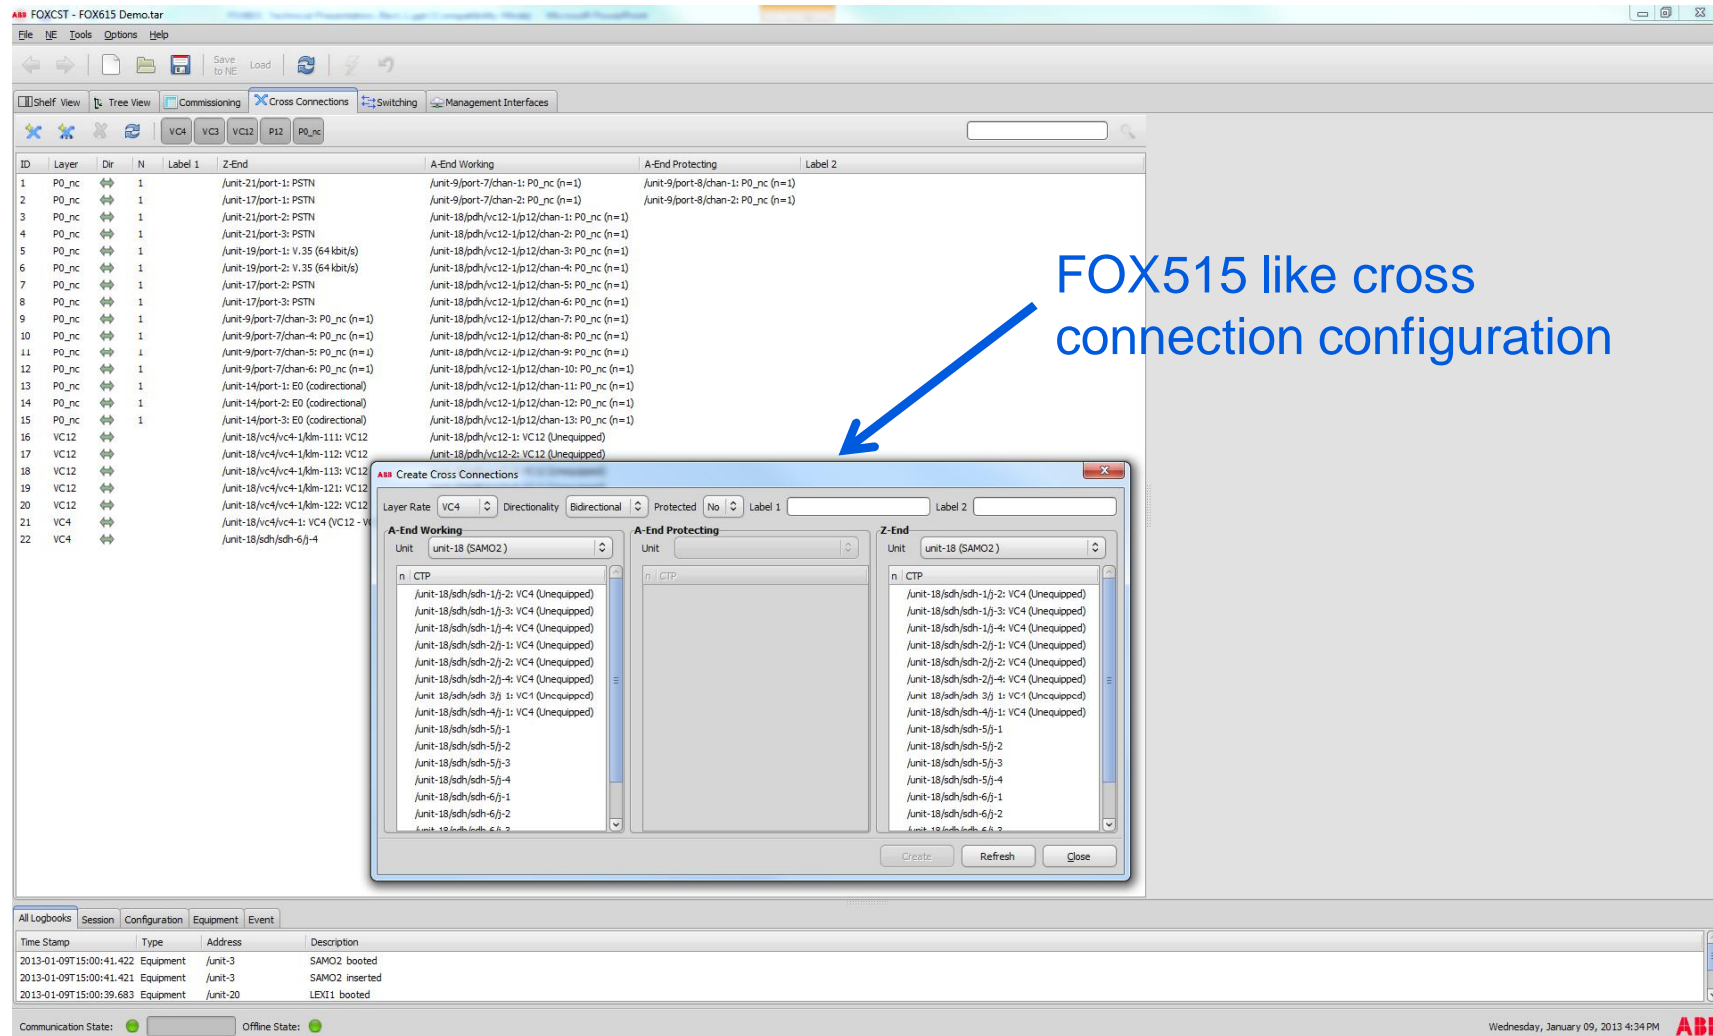 ABB FOXCST - FOX615 Demo.tar
File NE Tools Options Help
Save to NE Load
Shelf View Tree View Commissioning Cross Connections Switching Management Interfaces
VC4 VC3 VC12 P12 P0_nc
ID Layer Dir N Label 1 Z-End A-End Working A-End Protecting Label 2
1 P0_nc 1 /unit-21/port-1: PSTN /unit-9/port-7/chan-1: P0_nc (n=1) /unit-9/port-8/chan-1: P0_nc (n=1)
2 P0_nc 1 /unit-17/port-1: PSTN /unit-9/port-7/chan-2: P0_nc (n=1) /unit-9/port-8/chan-2: P0_nc (n=1)
3 P0_nc 1 /unit-21/port-2: PSTN /unit-18/pdh/vc12-1/p12/chan-1: P0_nc (n=1)
4 P0_nc 1 /unit-21/port-3: PSTN /unit-18/pdh/vc12-1/p12/chan-2: P0_nc (n=1)
5 P0_nc 1 /unit-19/port-1: V.35 (64 kbit/s) /unit-18/pdh/vc12-1/p12/chan-3: P0_nc (n=1)
6 P0_nc 1 /unit-19/port-2: V.35 (64 kbit/s) /unit-18/pdh/vc12-1/p12/chan-4: P0_nc (n=1)
7 P0_nc 1 /unit-17/port-2: PSTN /unit-18/pdh/vc12-1/p12/chan-5: P0_nc (n=1)
8 P0_nc 1 /unit-17/port-3: PSTN /unit-18/pdh/vc12-1/p12/chan-6: P0_nc (n=1)
9 P0_nc 1 /unit-9/port-7/chan-3: P0_nc (n=1) /unit-18/pdh/vc12-1/p12/chan-7: P0_nc (n=1)
10 P0_nc 1 /unit-9/port-7/chan-4: P0_nc (n=1) /unit-18/pdh/vc12-1/p12/chan-8: P0_nc (n=1)
11 P0_nc 1 /unit-9/port-7/chan-5: P0_nc (n=1) /unit-18/pdh/vc12-1/p12/chan-9: P0_nc (n=1)
12 P0_nc 1 /unit-9/port-7/chan-6: P0_nc (n=1) /unit-18/pdh/vc12-1/p12/chan-10: P0_nc (n=1)
13 P0_nc 1 /unit-14/port-1: E0 (codirectional) /unit-18/pdh/vc12-1/p12/chan-11: P0_nc (n=1)
14 P0_nc 1 /unit-14/port-2: E0 (codirectional) /unit-18/pdh/vc12-1/p12/chan-12: P0_nc (n=1)
15 P0_nc 1 /unit-14/port-3: E0 (codirectional) /unit-18/pdh/vc12-1/p12/chan-13: P0_nc (n=1)
16 VC12 /unit-18/vc4/vc4-1/klm-111: VC12 /unit-18/pdh/vc12-1: VC12 (Unequipped)
17 VC12 /unit-18/vc4/vc4-1/klm-112: VC12 /unit-18/pdh/vc12-2: VC12 (Unequipped)
18 VC12 /unit-18/vc4/vc4-1/klm-113: VC12
19 VC12 /unit-18/vc4/vc4-1/klm-121: VC12
20 VC12 /unit-18/vc4/vc4-1/klm-122: VC12
21 VC4 /unit-18/vc4/vc4-1: VC4 (VC12 - V
22 VC4 /unit-18/sdh/sdh-6/j-4
FOX515 like cross
connection configuration
ABB Create Cross Connections
Layer Rate VC4 Directionality Bidirectional Protected No Label 1 Label 2
A-End Working A-End Protecting Z-End
Unit unit-18 (SAMO2 ) Unit Unit unit-18 (SAMO2 )
n CTP n CTP n CTP
/unit-18/sdh/sdh-1/j-2: VC4 (Unequipped) /unit-18/sdh/sdh-1/j-2: VC4 (Unequipped)
/unit-18/sdh/sdh-1/j-3: VC4 (Unequipped) /unit-18/sdh/sdh-1/j-3: VC4 (Unequipped)
/unit-18/sdh/sdh-1/j-4: VC4 (Unequipped) /unit-18/sdh/sdh-1/j-4: VC4 (Unequipped)
/unit-18/sdh/sdh-2/j-1: VC4 (Unequipped) /unit-18/sdh/sdh-2/j-1: VC4 (Unequipped)
/unit-18/sdh/sdh-2/j-2: VC4 (Unequipped) /unit-18/sdh/sdh-2/j-2: VC4 (Unequipped)
/unit-18/sdh/sdh-2/j-4: VC4 (Unequipped) /unit-18/sdh/sdh-2/j-4: VC4 (Unequipped)
/unit-18/sdh/sdh-3/j-1: VC4 (Unequipped) /unit-18/sdh/sdh-3/j-1: VC4 (Unequipped)
/unit-18/sdh/sdh-4/j-1: VC4 (Unequipped) /unit-18/sdh/sdh-4/j-1: VC4 (Unequipped)
/unit-18/sdh/sdh-5/j-1 /unit-18/sdh/sdh-5/j-1
/unit-18/sdh/sdh-5/j-2 /unit-18/sdh/sdh-5/j-2
/unit-18/sdh/sdh-5/j-3 /unit-18/sdh/sdh-5/j-3
/unit-18/sdh/sdh-5/j-4 /unit-18/sdh/sdh-5/j-4
/unit-18/sdh/sdh-6/j-1 /unit-18/sdh/sdh-6/j-1
/unit-18/sdh/sdh-6/j-2 /unit-18/sdh/sdh-6/j-2
/unit-18/sdh/sdh-6/j-3 /unit-18/sdh/sdh-6/j-3
Create Refresh Close
All Logbooks Session Configuration Equipment Event
Time Stamp Type Address Description
2013-01-09T15:00:41.422 Equipment /unit-3 SAMO2 booted
2013-01-09T15:00:41.421 Equipment /unit-3 SAMO2 inserted
2013-01-09T15:00:39.683 Equipment /unit-20 LEXI1 booted
Communication State: Offline State: Wednesday, January 09, 2013 4:34 PM ABB